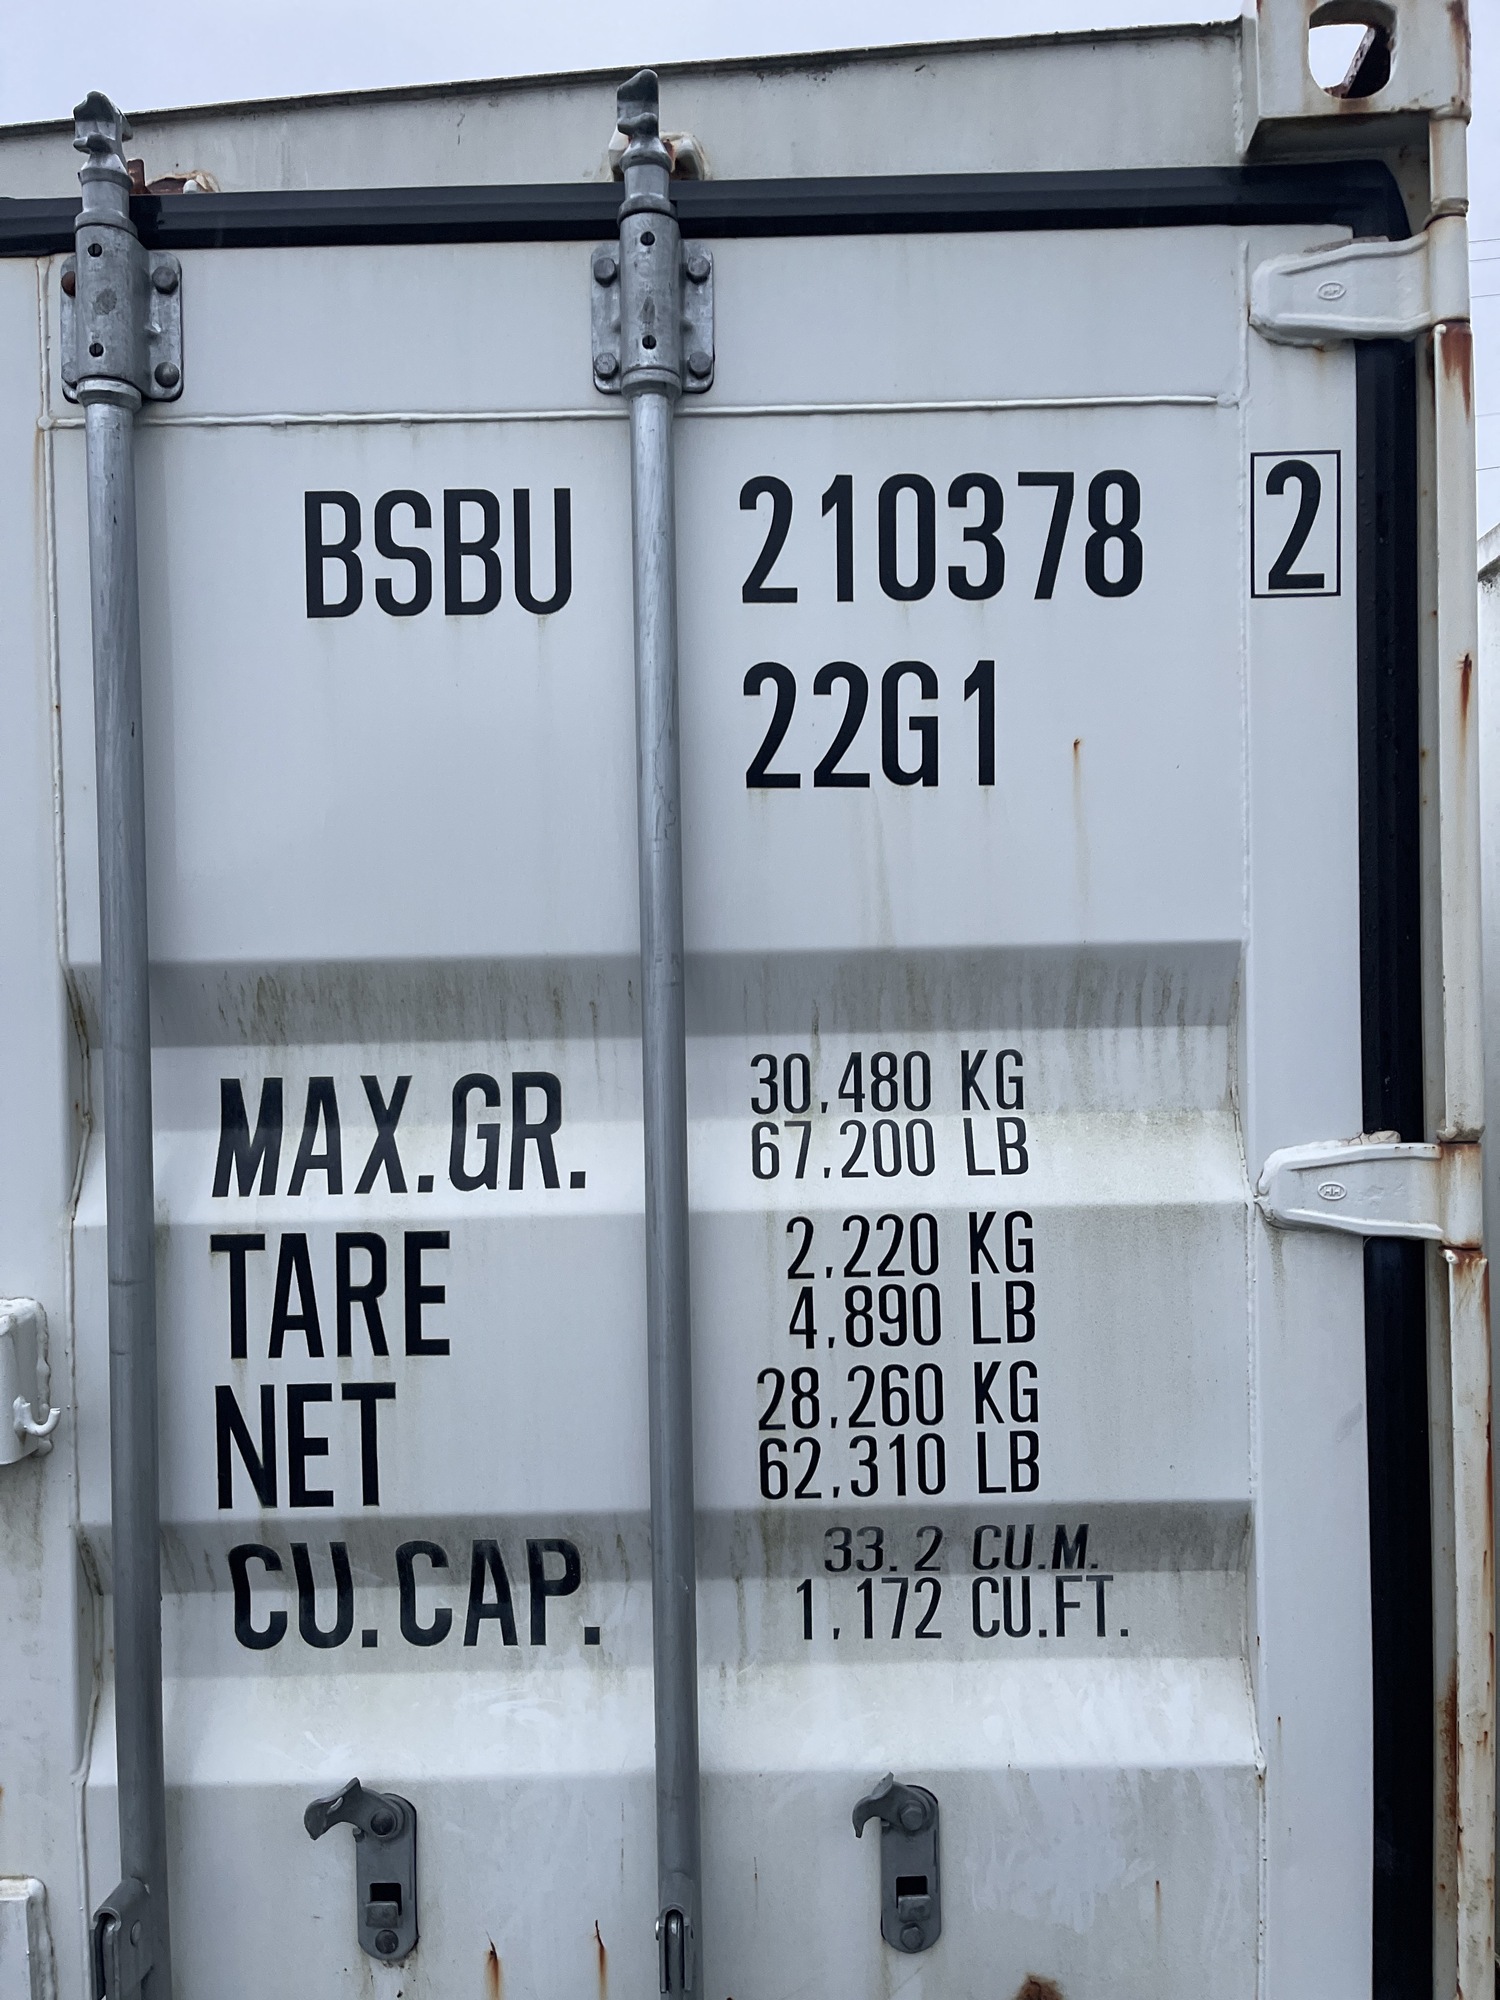 BSBU 210378 2
22G1
MAX.GR. 30,480 KG
67,200 LB
TARE 2,220 KG
4,890 LB
NET 28,260 KG
62,310 LB
CU.CAP. 33.2 CU.M.
1,172 CU.FT.